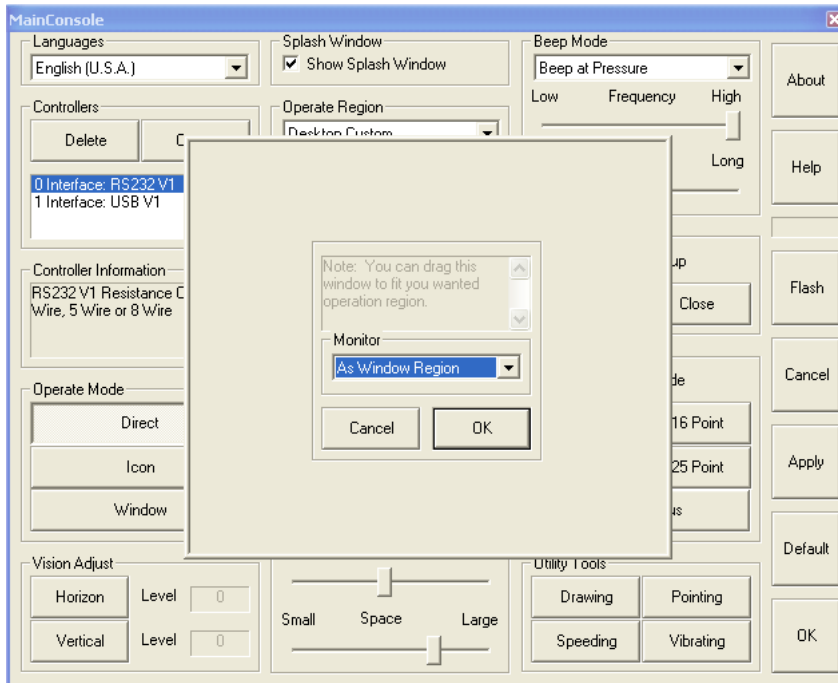 MainConsole
Languages
English (U.S.A.)
Splash Window
Show Splash Window
Beep Mode
Beep at Pressure
Low Frequency High
Long
Controllers
Delete
0 Interface: RS232 V1
1 Interface: USB V1
Operate Region
Desktop Custom
Controller Information
RS232 V1 Resistance
Wire, 5 Wire or 8 Wire
Operate Mode
Direct
Icon
Window
Note: You can drag this
window to fit you wanted
operation region.
Monitor
As Window Region
Cancel
OK
Close
16 Point
25 Point
Vision Adjust
Horizon
Level 0
Vertical
Level 0
Small Space Large
Utility Tools
Drawing
Pointing
Speeding
Vibrating
About
Help
Flash
Cancel
Apply
Default
OK